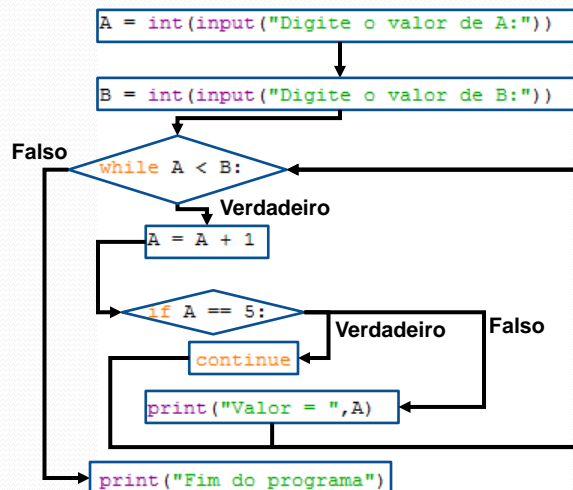 A = int(input("Digite o valor de A:"))
B = int(input("Digite o valor de B:"))
Falso
while A < B:
Verdadeiro
A = A + 1
if A == 5:
Verdadeiro
Falso
continue
print("Valor = ",A)
print("Fim do programa")